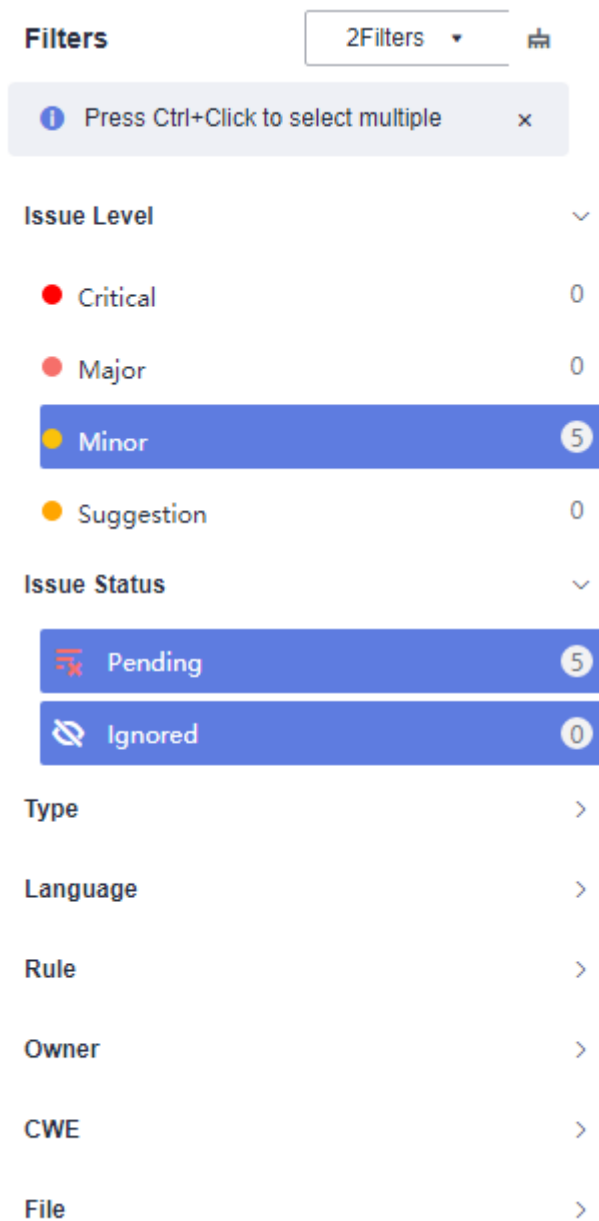 Filters 2Filters
Press Ctrl+Click to select multiple
Issue Level
Critical 0
Major 0
Minor 5
Suggestion 0
Issue Status
Pending 5
Ignored 0
Type
Language
Rule
Owner
CWE
File